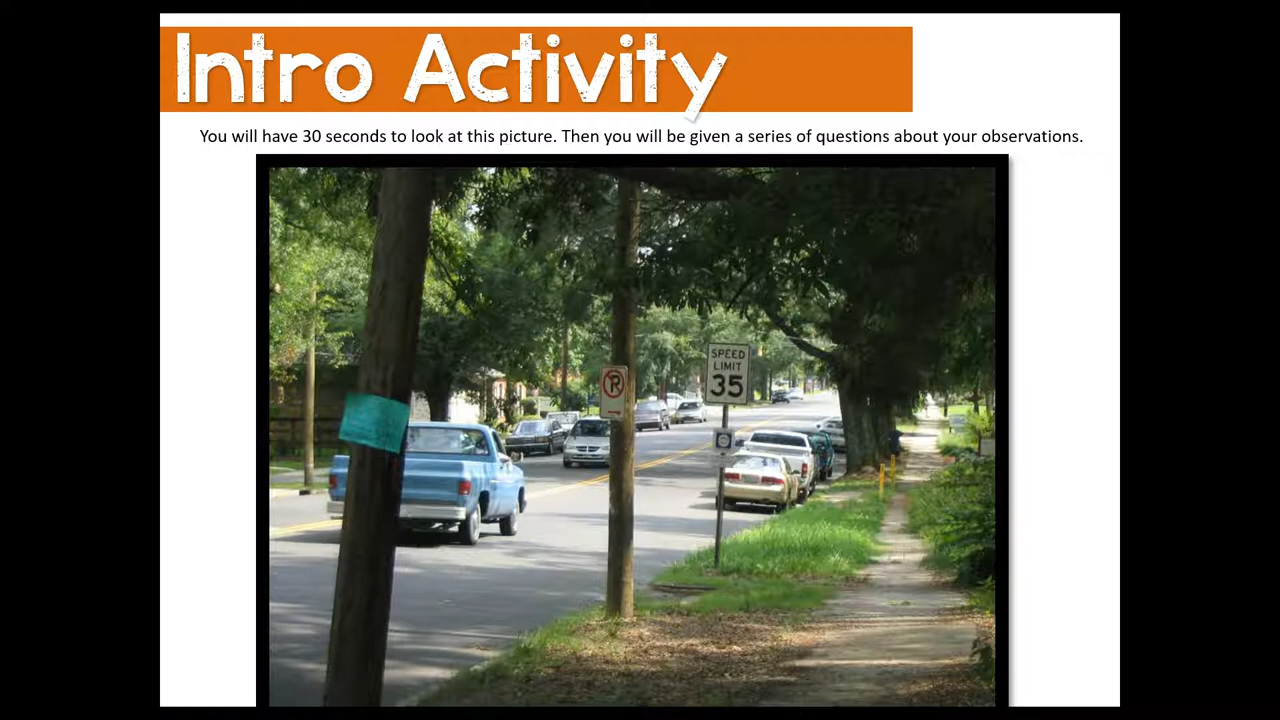 Intro Activity
You will have 30 seconds to look at this picture. Then you will be given a series of questions about your observations.
SPEED
LIMIT
35
P